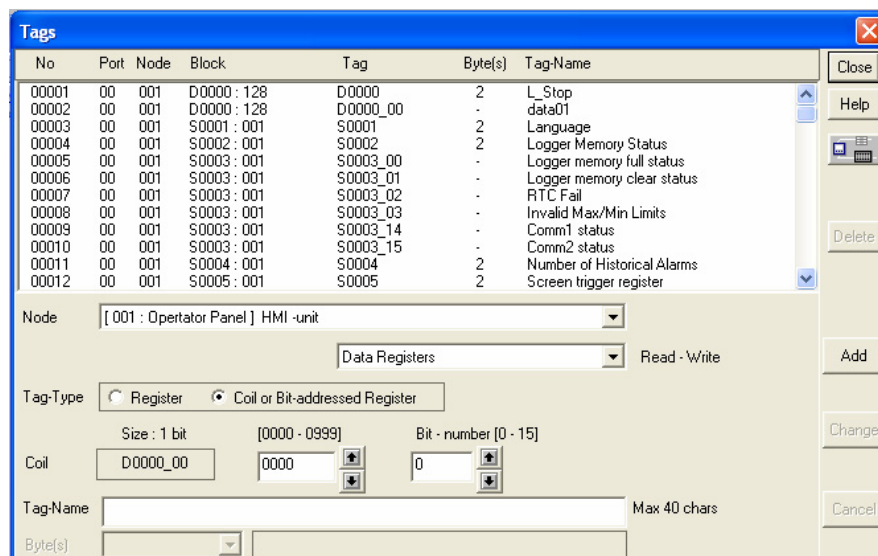 Tags
No Port Node Block Tag Byte(s) Tag-Name
00001 00 001 D0000 : 128 D0000 2 L_Stop
00002 00 001 D0000 : 128 D0000_00 - data01
00003 00 001 S0001 : 001 S0001 2 Language
00004 00 001 S0002 : 001 S0002 2 Logger Memory Status
00005 00 001 S0003 : 001 S0003_00 - Logger memory full status
00006 00 001 S0003 : 001 S0003_01 - Logger memory clear status
00007 00 001 S0003 : 001 S0003_02 - RTC Fail
00008 00 001 S0003 : 001 S0003_03 - Invalid Max/Min Limits
00009 00 001 S0003 : 001 S0003_14 - Comm1 status
00010 00 001 S0003 : 001 S0003_15 - Comm2 status
00011 00 001 S0004 : 001 S0004 2 Number of Historical Alarms
00012 00 001 S0005 : 001 S0005 2 Screen trigger register
Close
Help
Delete
Node [ 001 : Opertator Panel ] HMI -unit
Data Registers Read - Write
Add
Tag-Type Register Coil or Bit-addressed Register
Change
Size : 1 bit [0000 - 0999] Bit - number [0 - 15]
Coil D0000_00 0000 0
Tag-Name Max 40 chars
Cancel
Byte(s)